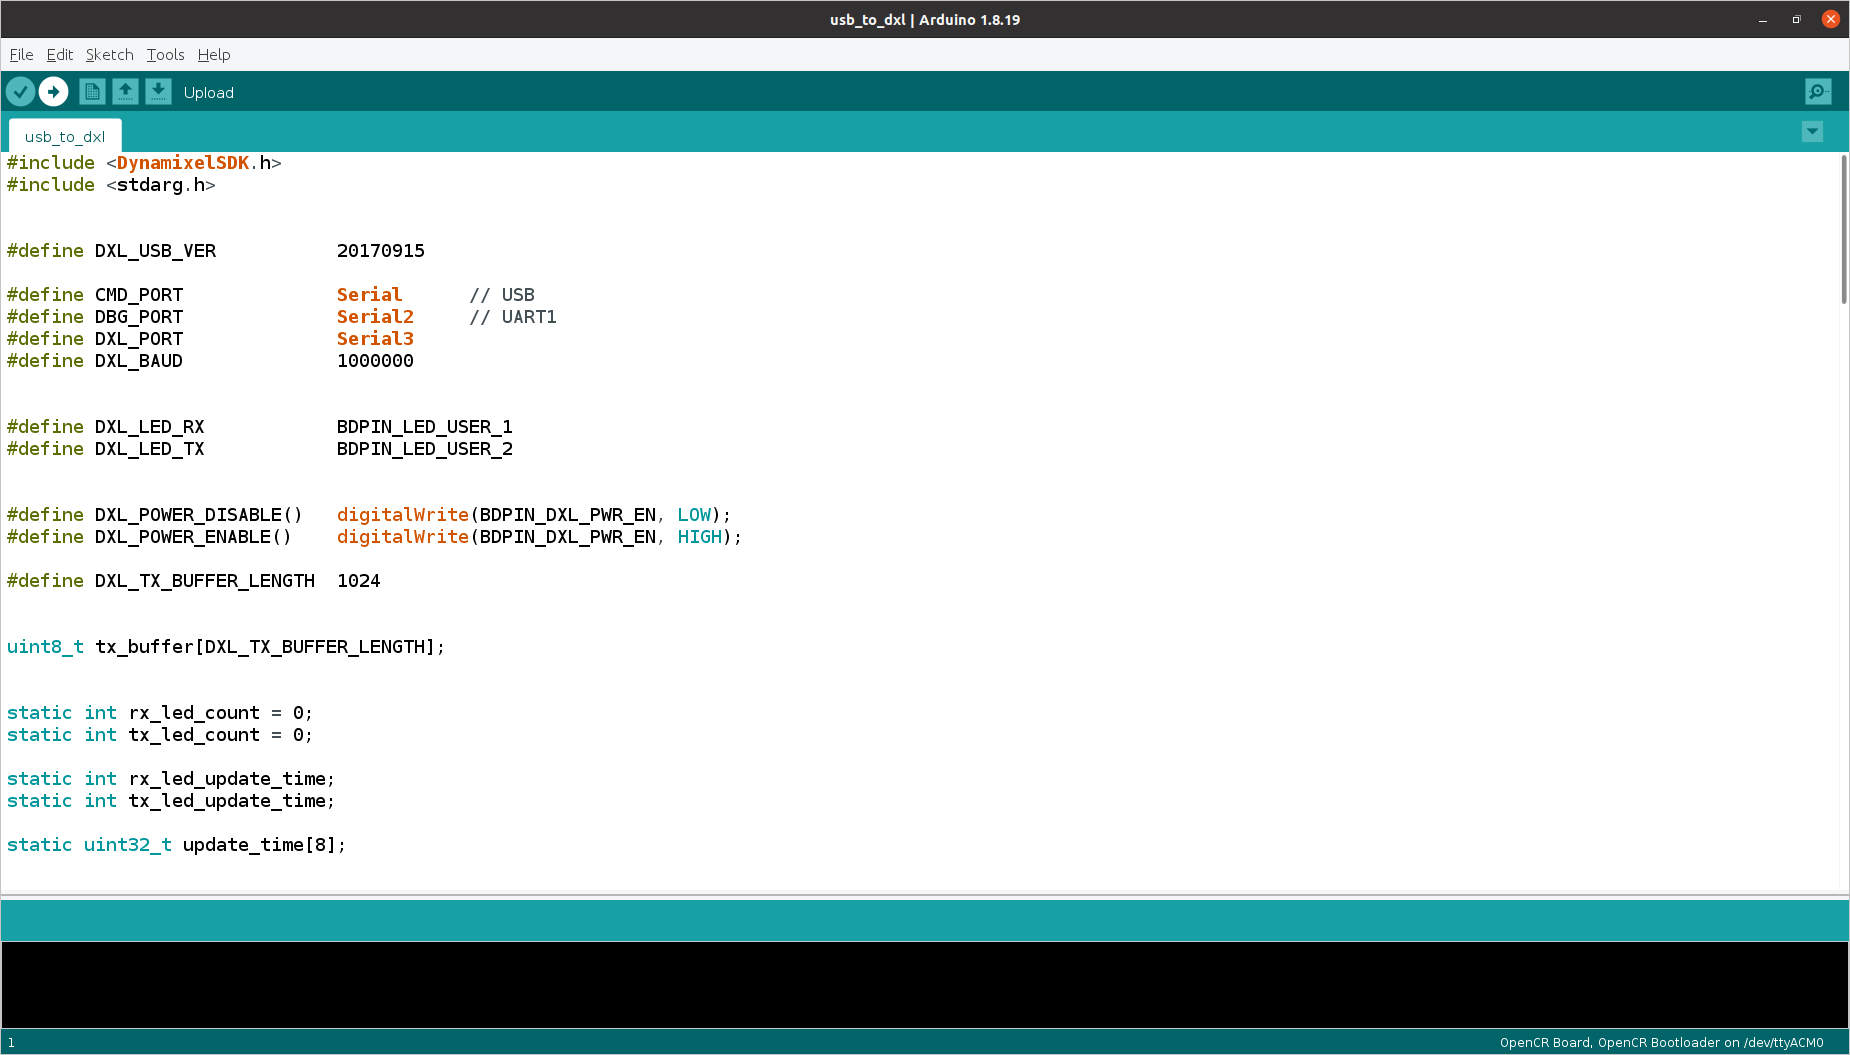 usb_to_dxl | Arduino 1.8.19
File Edit Sketch Tools Help
Upload
usb_to_dxl
#include <DynamixelSDK.h>
#include <stdarg.h>
#define DXL_USB_VER 20170915
#define CMD_PORT Serial // USB
#define DBG_PORT Serial2 // UART1
#define DXL_PORT Serial3
#define DXL_BAUD 1000000
#define DXL_LED_RX BDPIN_LED_USER_1
#define DXL_LED_TX BDPIN_LED_USER_2
#define DXL_POWER_DISABLE() digitalWrite(BDPIN_DXL_PWR_EN, LOW);
#define DXL_POWER_ENABLE() digitalWrite(BDPIN_DXL_PWR_EN, HIGH);
#define DXL_TX_BUFFER_LENGTH 1024
uint8_t tx_buffer[DXL_TX_BUFFER_LENGTH];
static int rx_led_count = 0;
static int tx_led_count = 0;
static int rx_led_update_time;
static int tx_led_update_time;
static uint32_t update_time[8];
1 OpenCR Board, OpenCR Bootloader on /dev/ttyACM0